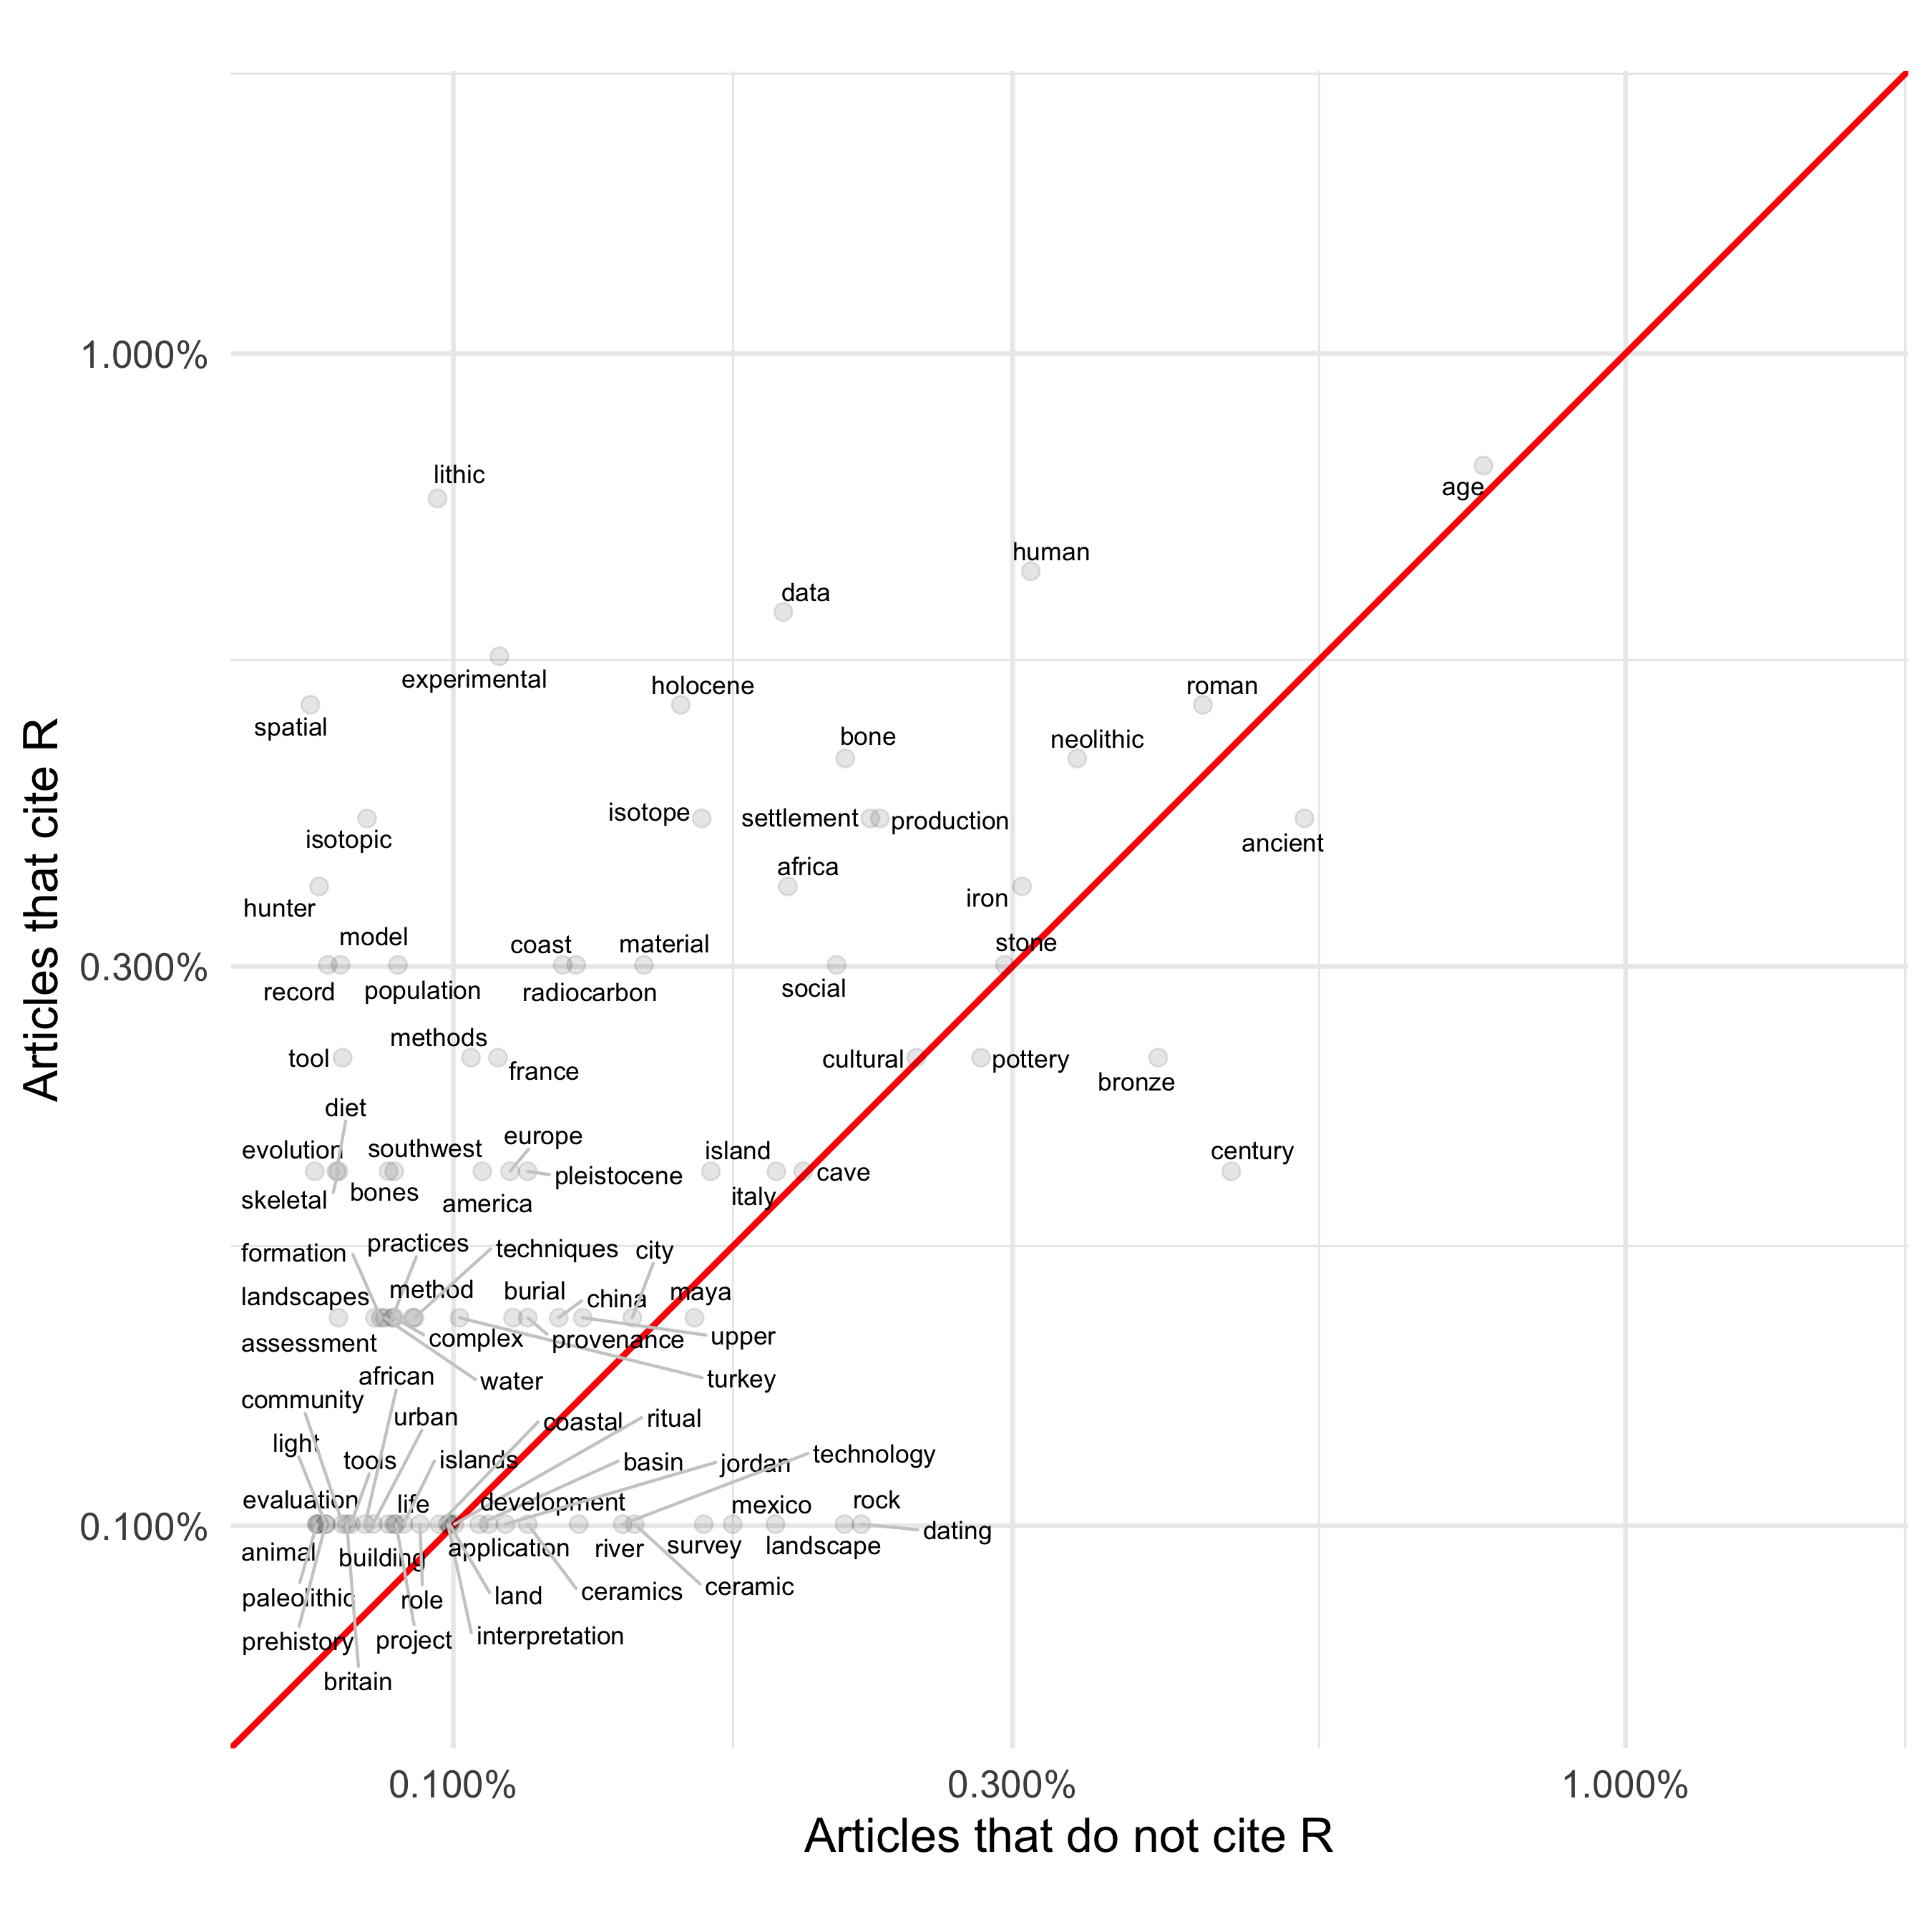 lithic
age
human
data
experimental
holocene
roman
spatial
bone
neolithic
isotope
settlement
production
isotopic
ancient
africa
hunter
iron
model
coast
material
stone
1.000%
0.300%
0.100%
record
population
radiocarbon
social
methods
tool
france
cultural
pottery
bronze
diet
evolution
southwest
europe
island
century
skeletal
bones
america
pleistocene
italy
cave
formation
practices
techniques
city
landscapes
method
burial
china
maya
assessment
complex
provenance
upper
african
water
turkey
community
urban
coastal
ritual
light
tools
islands
basin
jordan
technology
evaluation
life
development
mexico
rock
dating
animal
building
application
river
survey
landscape
paleolithic
role
land
ceramics
ceramic
prehistory
project
interpretation
britain
0.100%
0.300%
1.000%
Articles that do not cite R
Articles that cite R